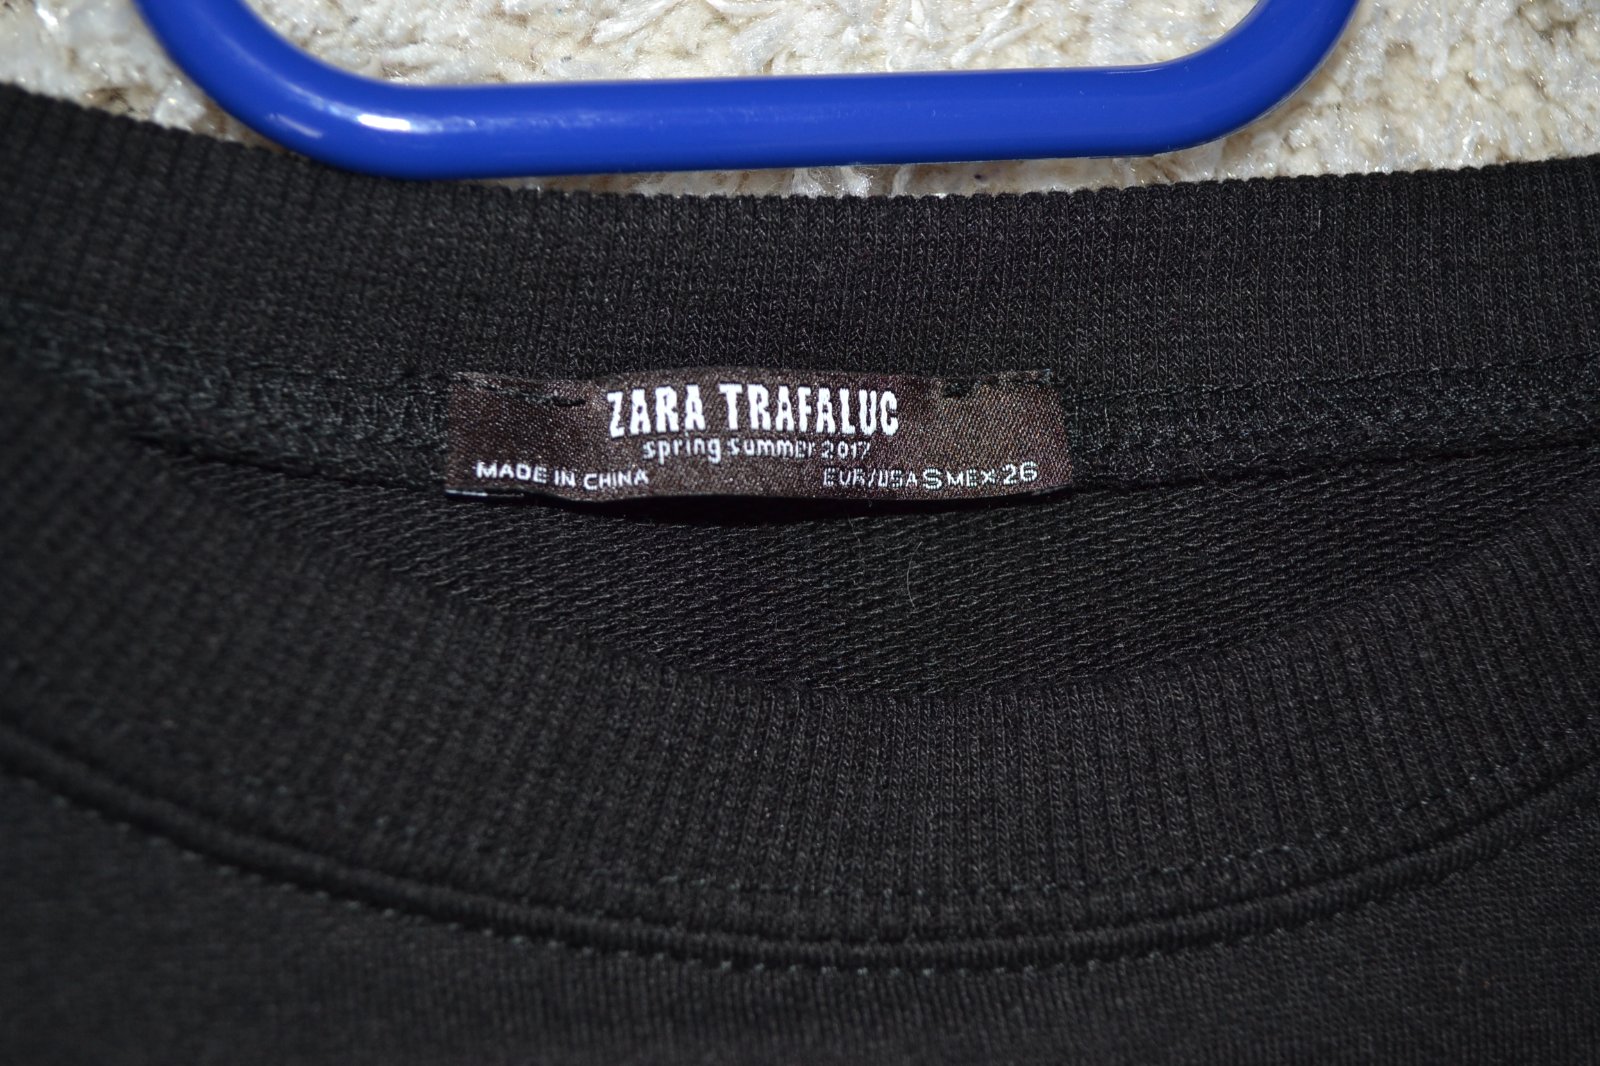 ZARA TRAFALUC
spring summer 2017
MADE IN CHINA EUR/USA S MEX 26